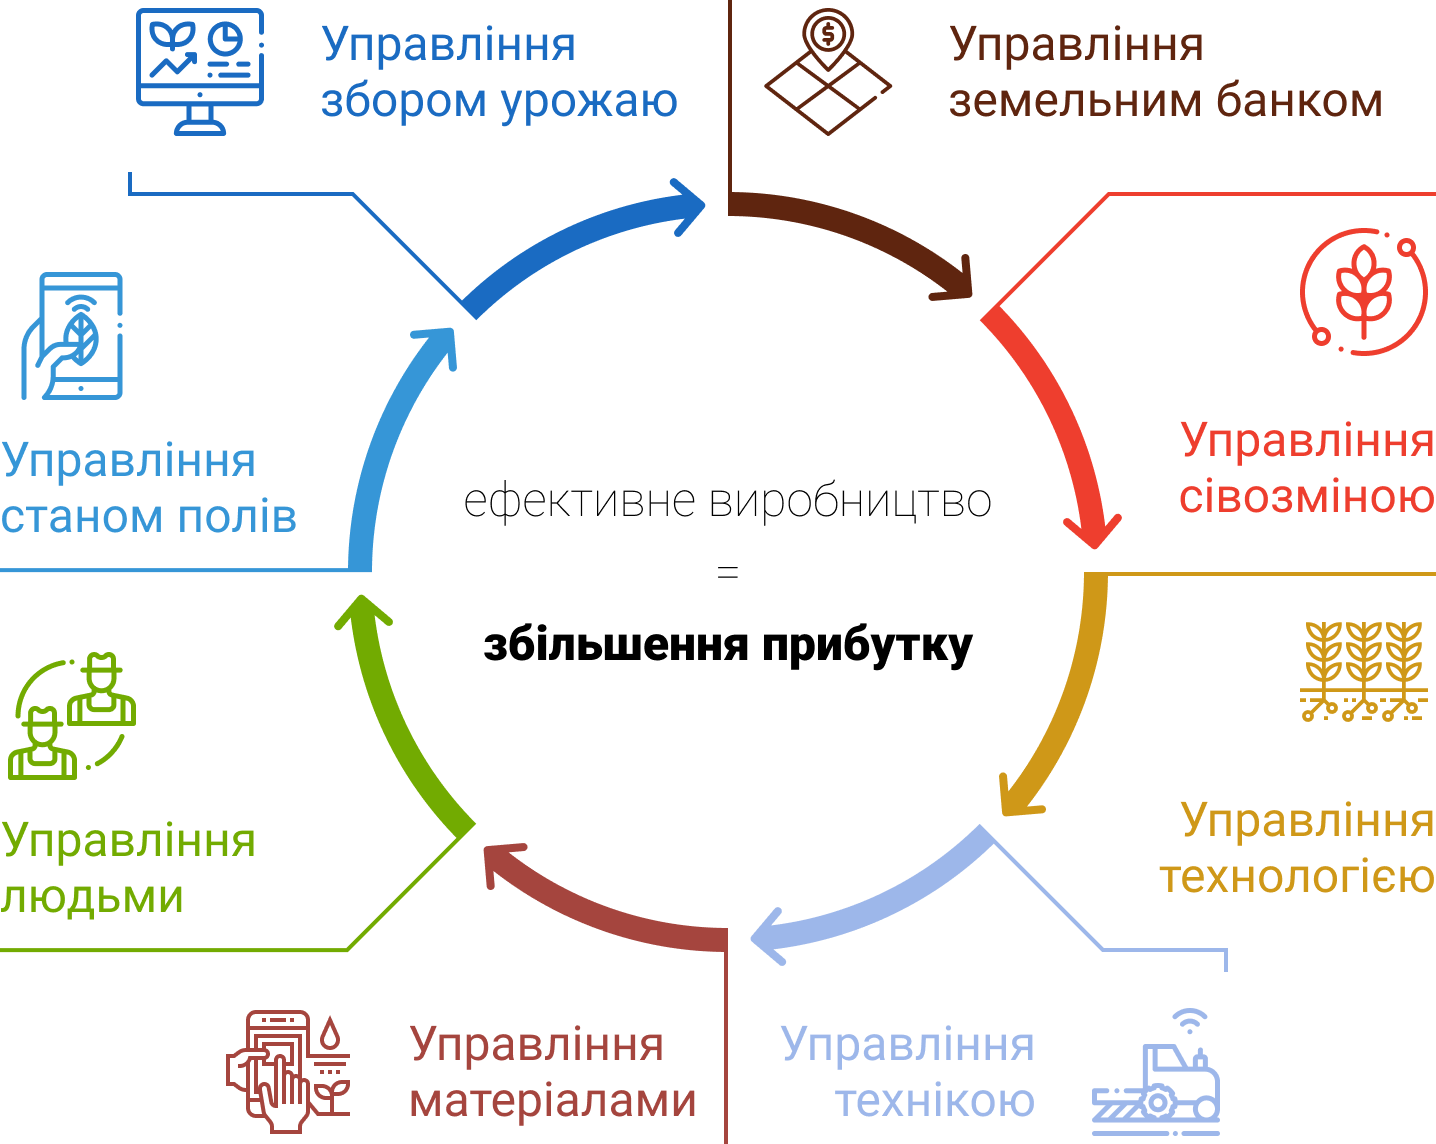 Управління
збором урожаю
Управління
земельним банком
Управління
сівозміною
Управління
технологією
Управління
технікою
Управління
матеріалами
Управління
людьми
Управління
станом полів
ефективне виробництво
=
збільшення прибутку